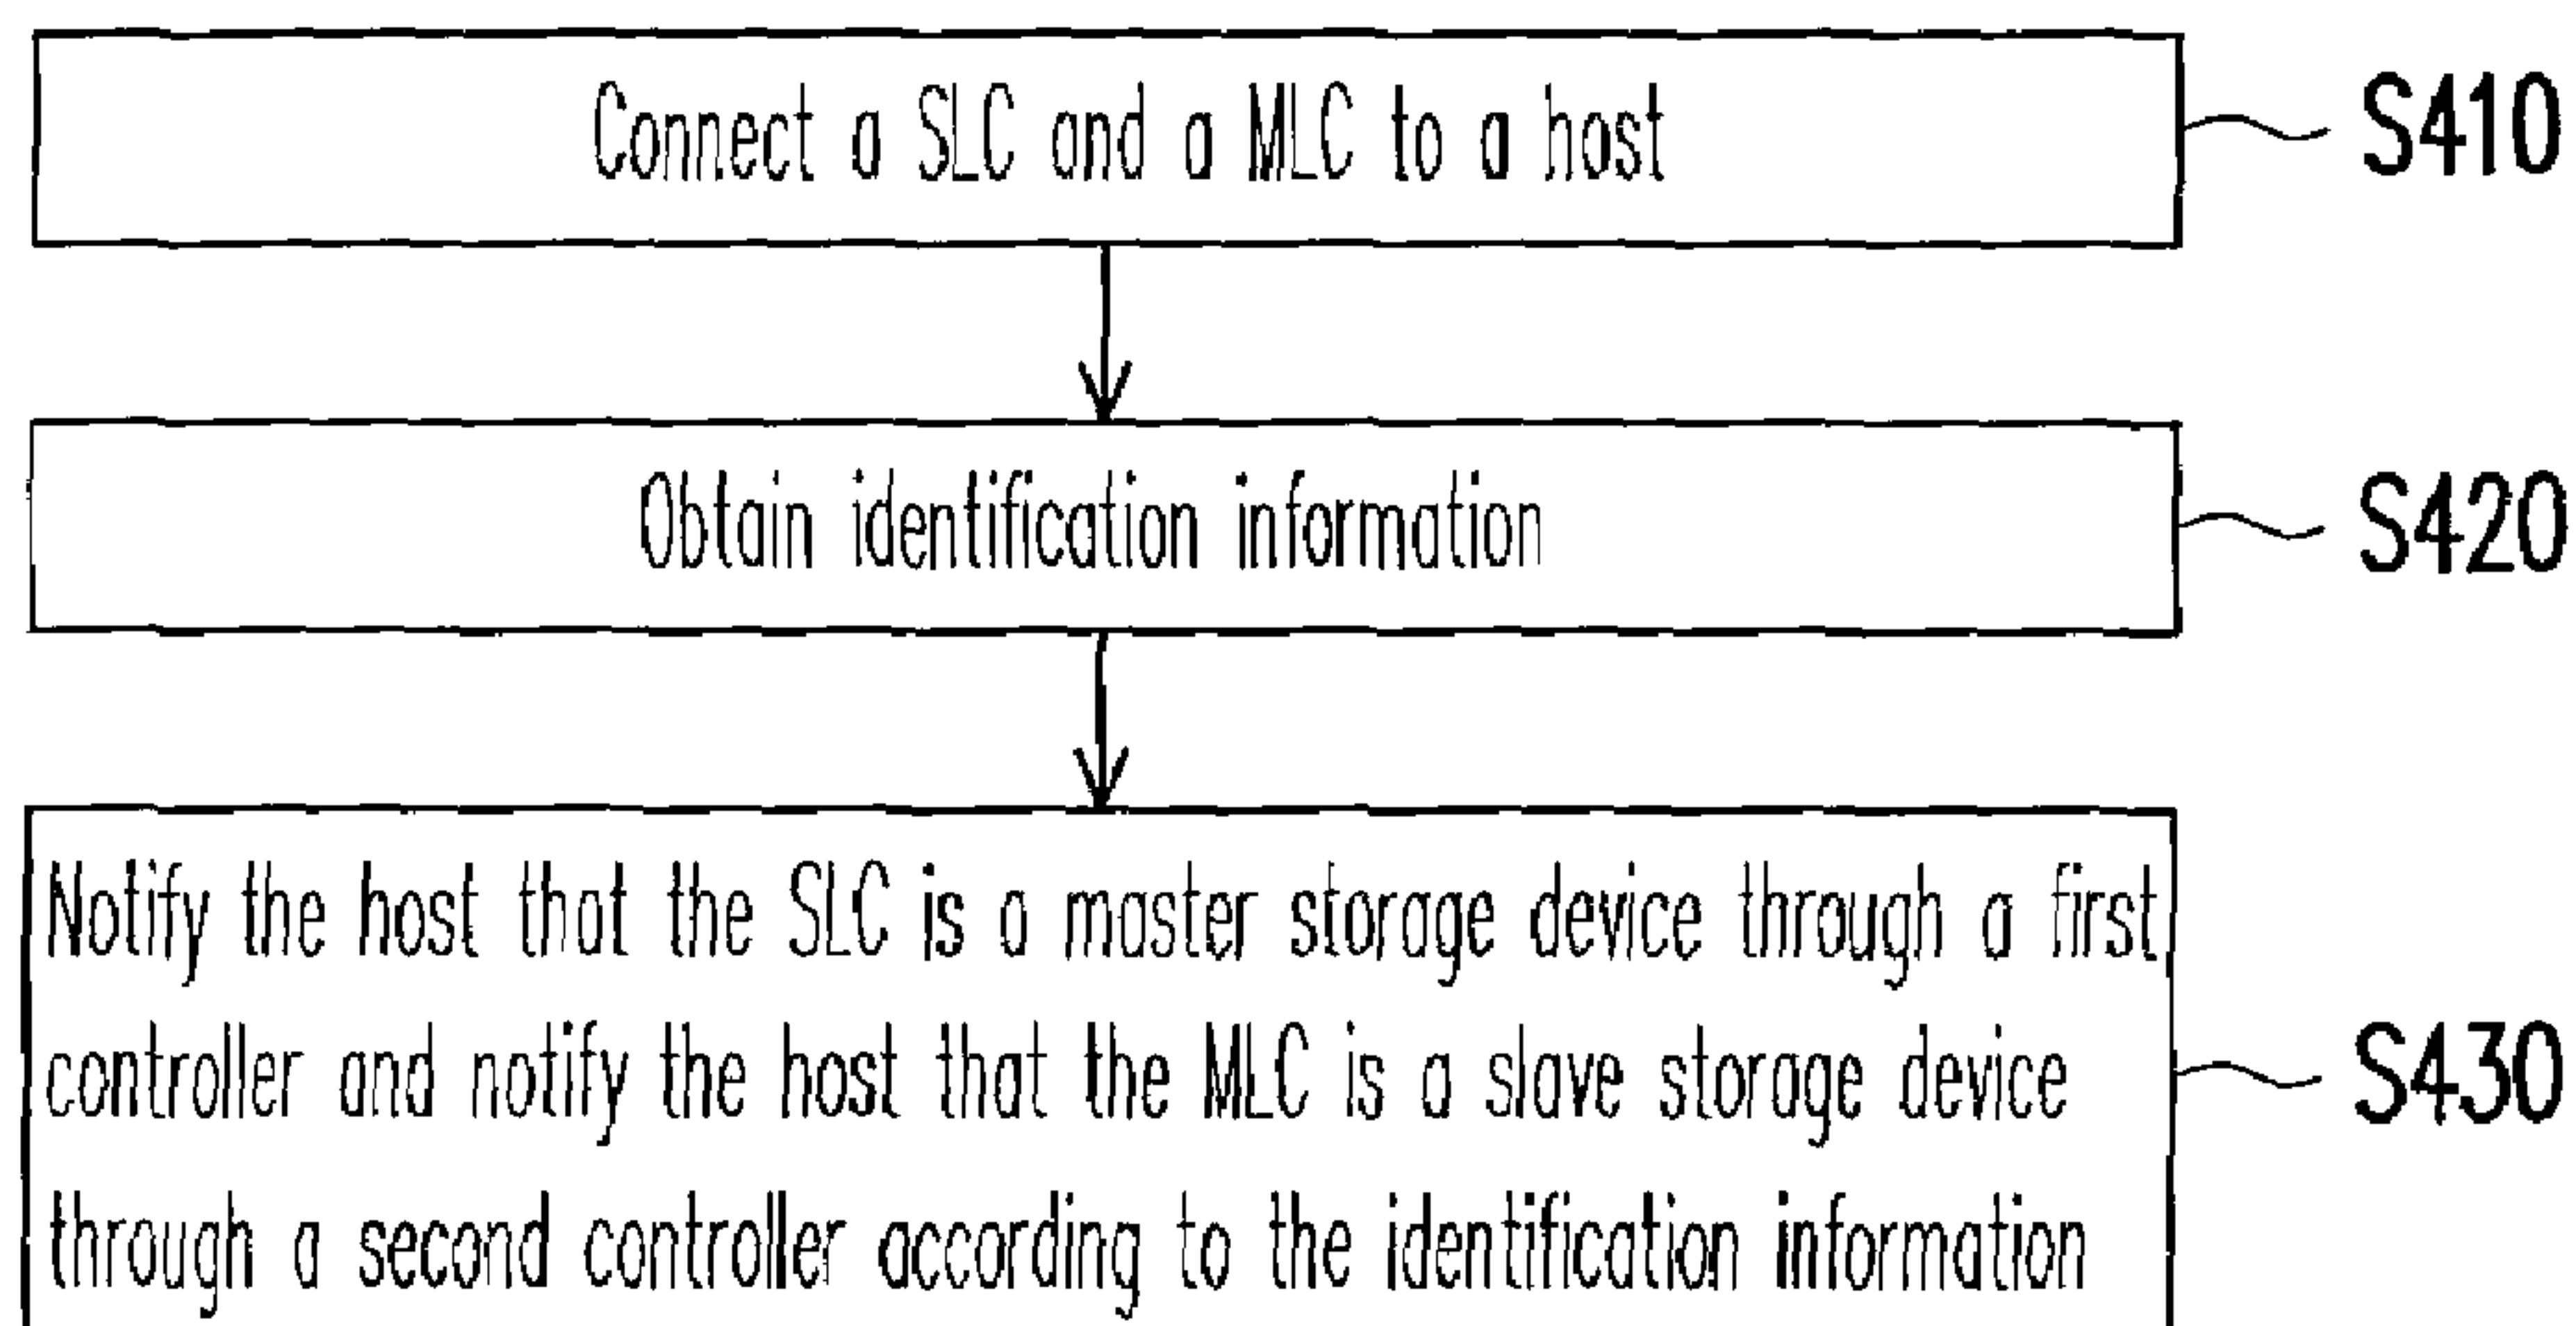 Connect a SLC and a MLC to a host
S410
Obtain identification information
S420
Notify the host that the SLC is a master storage device through a first
controller and notify the host that the MLC is a slave storage device
through a second controller according to the identification information
S430